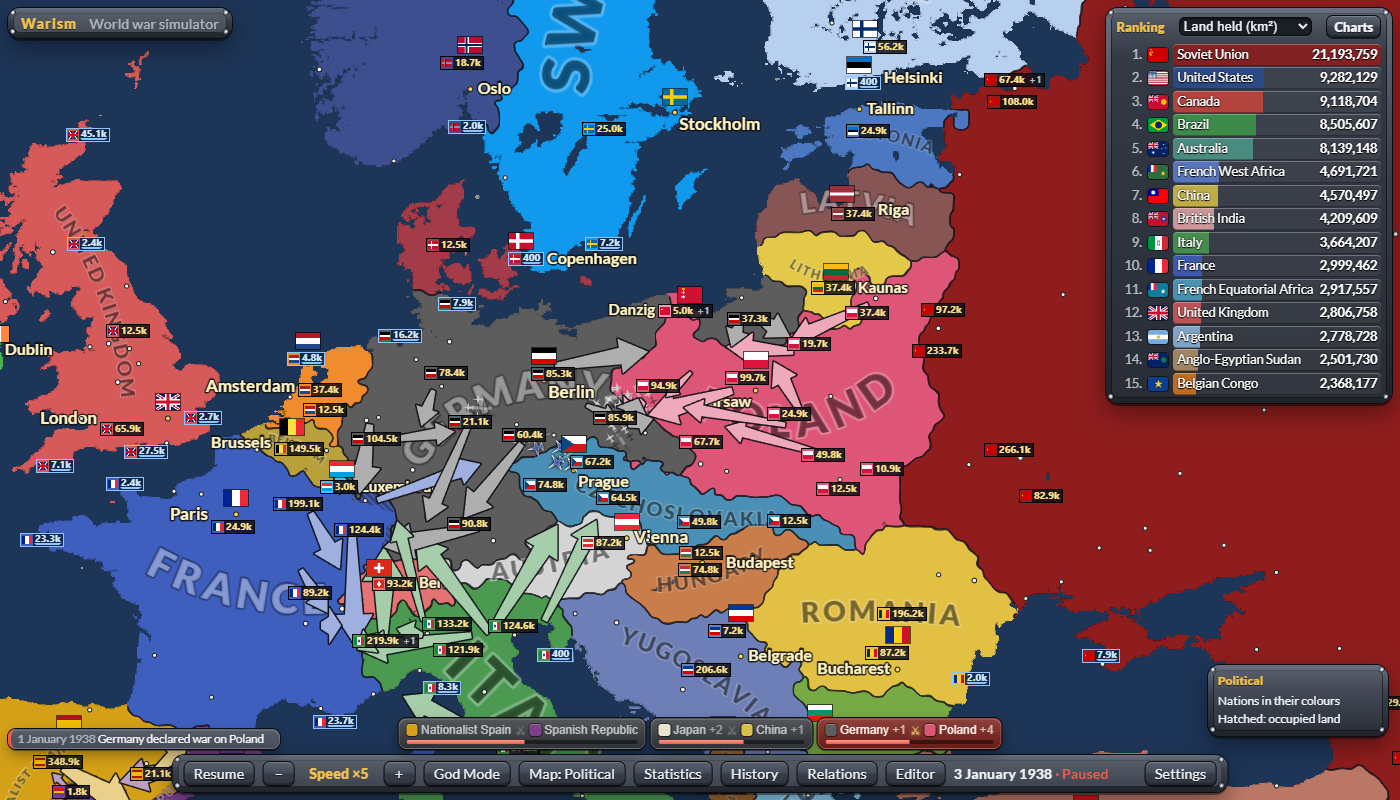 Warism World war simulator
Ranking Land held (km²) Charts
1. Soviet Union 21,193,759
2. United States 9,282,129
3. Canada 9,118,704
4. Brazil 8,505,607
5. Australia 8,139,148
6. French West Africa 4,691,721
7. China 4,570,497
8. British India 4,209,609
9. Italy 3,664,207
10. France 2,999,462
11. French Equatorial Africa 2,917,557
12. United Kingdom 2,806,758
13. Argentina 2,778,728
14. Anglo-Egyptian Sudan 2,501,730
15. Belgian Congo 2,368,177
SW
56.2k
18.7k
400 Helsinki
67.4k +1
Oslo
108.0k
Tallinn
45.1k
2.0k
25.0k
Stockholm
24.9k
ONIA
LATVIA
37.4k Riga
UNITED KINGDOM
2.4k
12.5k
7.2k
400 Copenhagen
LITHUANIA
37.4k Kaunas
7.9k
Danzig 5.0k +1
37.3k
37.4k
97.2k
12.5k
16.2k
19.7k
233.7k
Dublin
4.8k
78.4k
85.3k
99.7k
Amsterdam
37.4k
Berlin
94.9k
rsaw
GERMANY
POLAND
12.5k
London
2.7k
65.9k
21.1k
85.9k
24.9k
Brussels
149.5k
104.5k
60.4k
67.7k
27.5k
49.8k
266.1k
7.1k
67.2k
10.9k
2.4k
3.0k
Luxem
74.8k
Prague
12.5k
82.9k
64.5k
CZECHOSLOVAKIA
Paris
199.1k
24.9k
124.4k
90.8k
49.8k
12.5k
23.3k
87.2k
Vienna
12.5k
Budapest
74.8k
AUSTRIA
HUNGARY
FRANCE
93.2k
Ber
89.2k
ROMANIA
196.2k
133.2k
124.6k
7.2k
219.9k +1
121.9k
87.2k
400
Belgrade
7.9k
YUGOSLAVIA
206.6k
Bucharest
2.0k
ITA
8.3k
23.7k
Political
Nations in their colours
Hatched: occupied land
Nationalist Spain Spanish Republic
Japan +2 China +1
Germany +1 Poland +4
1 January 1938 Germany declared war on Poland
348.9k
21.1k
1.8k
ALIST
Resume − Speed ×5 + God Mode Map: Political Statistics History Relations Editor 3 January 1938 · Paused Settings